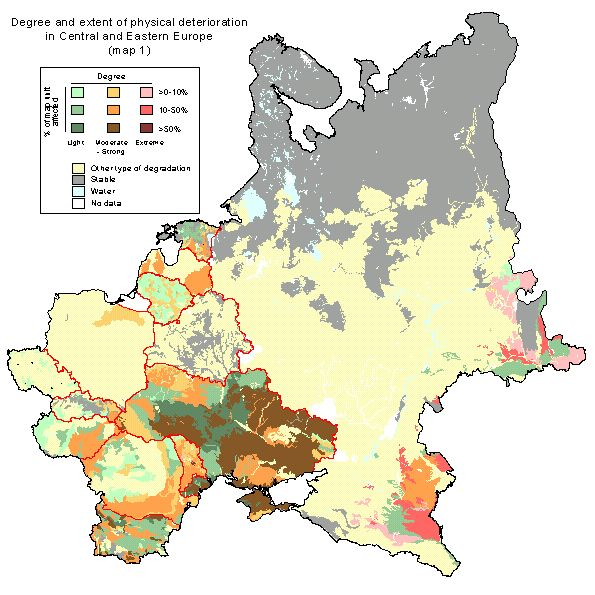 Degree and extent of physical deterioration
in Central and Eastern Europe
(map 1)
Degree
% of map unit
affected
>0-10%
10-50%
>50%
Light Moderate Extreme
- Strong
Other type of degradation
Stable
Water
No data